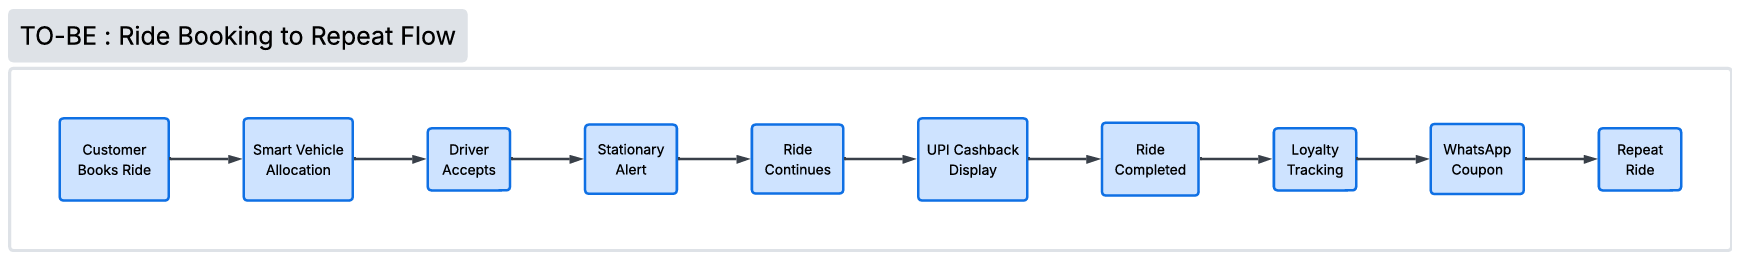 TO-BE : Ride Booking to Repeat Flow
Customer
Books Ride
Smart Vehicle
Allocation
Driver
Accepts
Stationary
Alert
Ride
Continues
UPI Cashback
Display
Ride
Completed
Loyalty
Tracking
WhatsApp
Coupon
Repeat
Ride